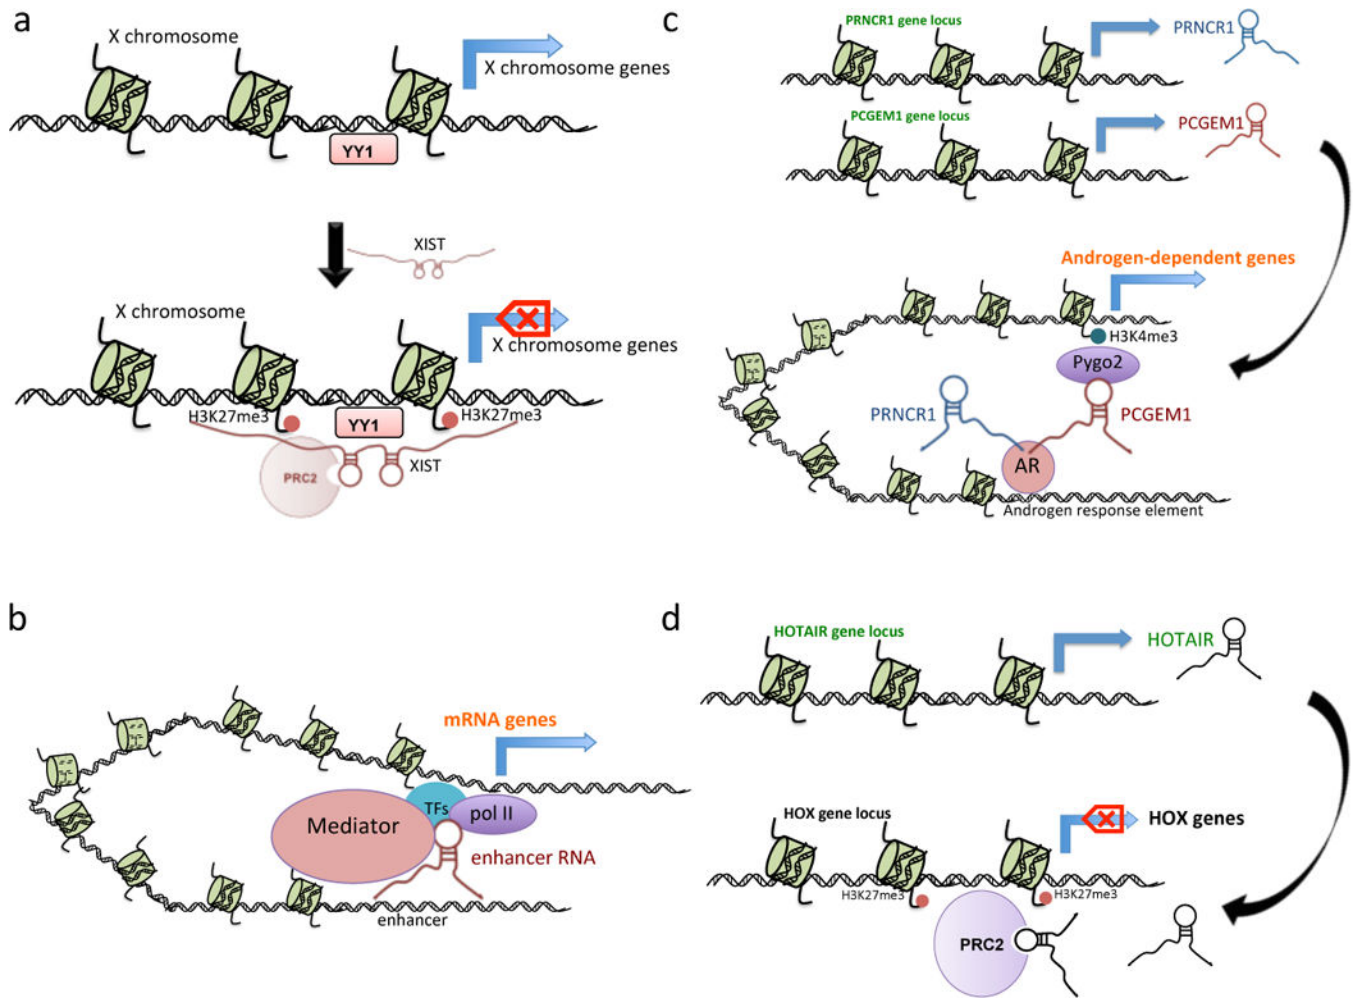 a
X chromosome
X chromosome genes
YY1
XIST
X chromosome
X chromosome genes
H3K27me3
YY1
H3K27me3
XIST
PRC2
b
mRNA genes
TFs
pol II
Mediator
enhancer RNA
enhancer
c
PRNCR1 gene locus
PRNCR1
PCGEM1 gene locus
PCGEM1
Androgen-dependent genes
H3K4me3
Pygo2
PRNCR1
PCGEM1
AR
Androgen response element
d
HOTAIR gene locus
HOTAIR
HOX gene locus
HOX genes
H3K27me3
H3K27me3
PRC2